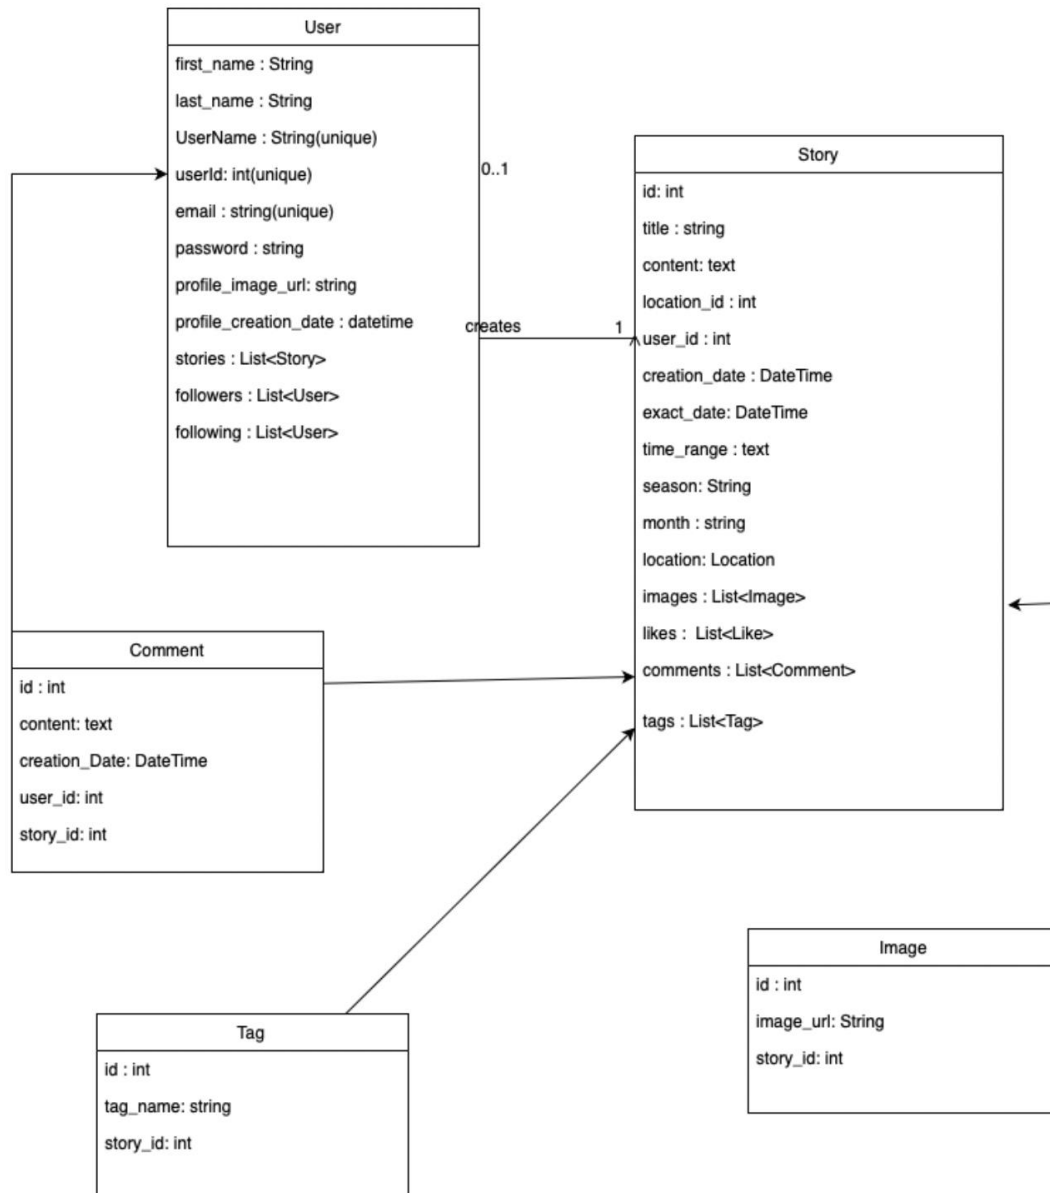 User
first_name : String
last_name : String
UserName : String(unique)
userId: int(unique)
email : string(unique)
password : string
profile_image_url: string
profile_creation_date : datetime
stories : List<Story>
followers : List<User>
following : List<User>
0..1
creates
1
Story
id: int
title : string
content: text
location_id : int
user_id : int
creation_date : DateTime
exact_date: DateTime
time_range : text
season: String
month : string
location: Location
images : List<Image>
likes :  List<Like>
comments : List<Comment>
tags : List<Tag>
Comment
id : int
content: text
creation_Date: DateTime
user_id: int
story_id: int
Image
id : int
image_url: String
story_id: int
Tag
id : int
tag_name: string
story_id: int